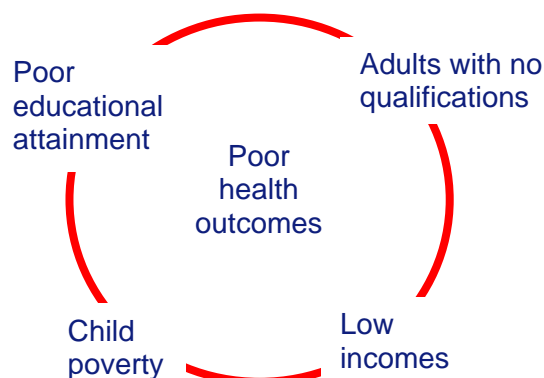 Poor
educational
attainment
Adults with no
qualifications
Poor
health
outcomes
Child
poverty
Low
incomes